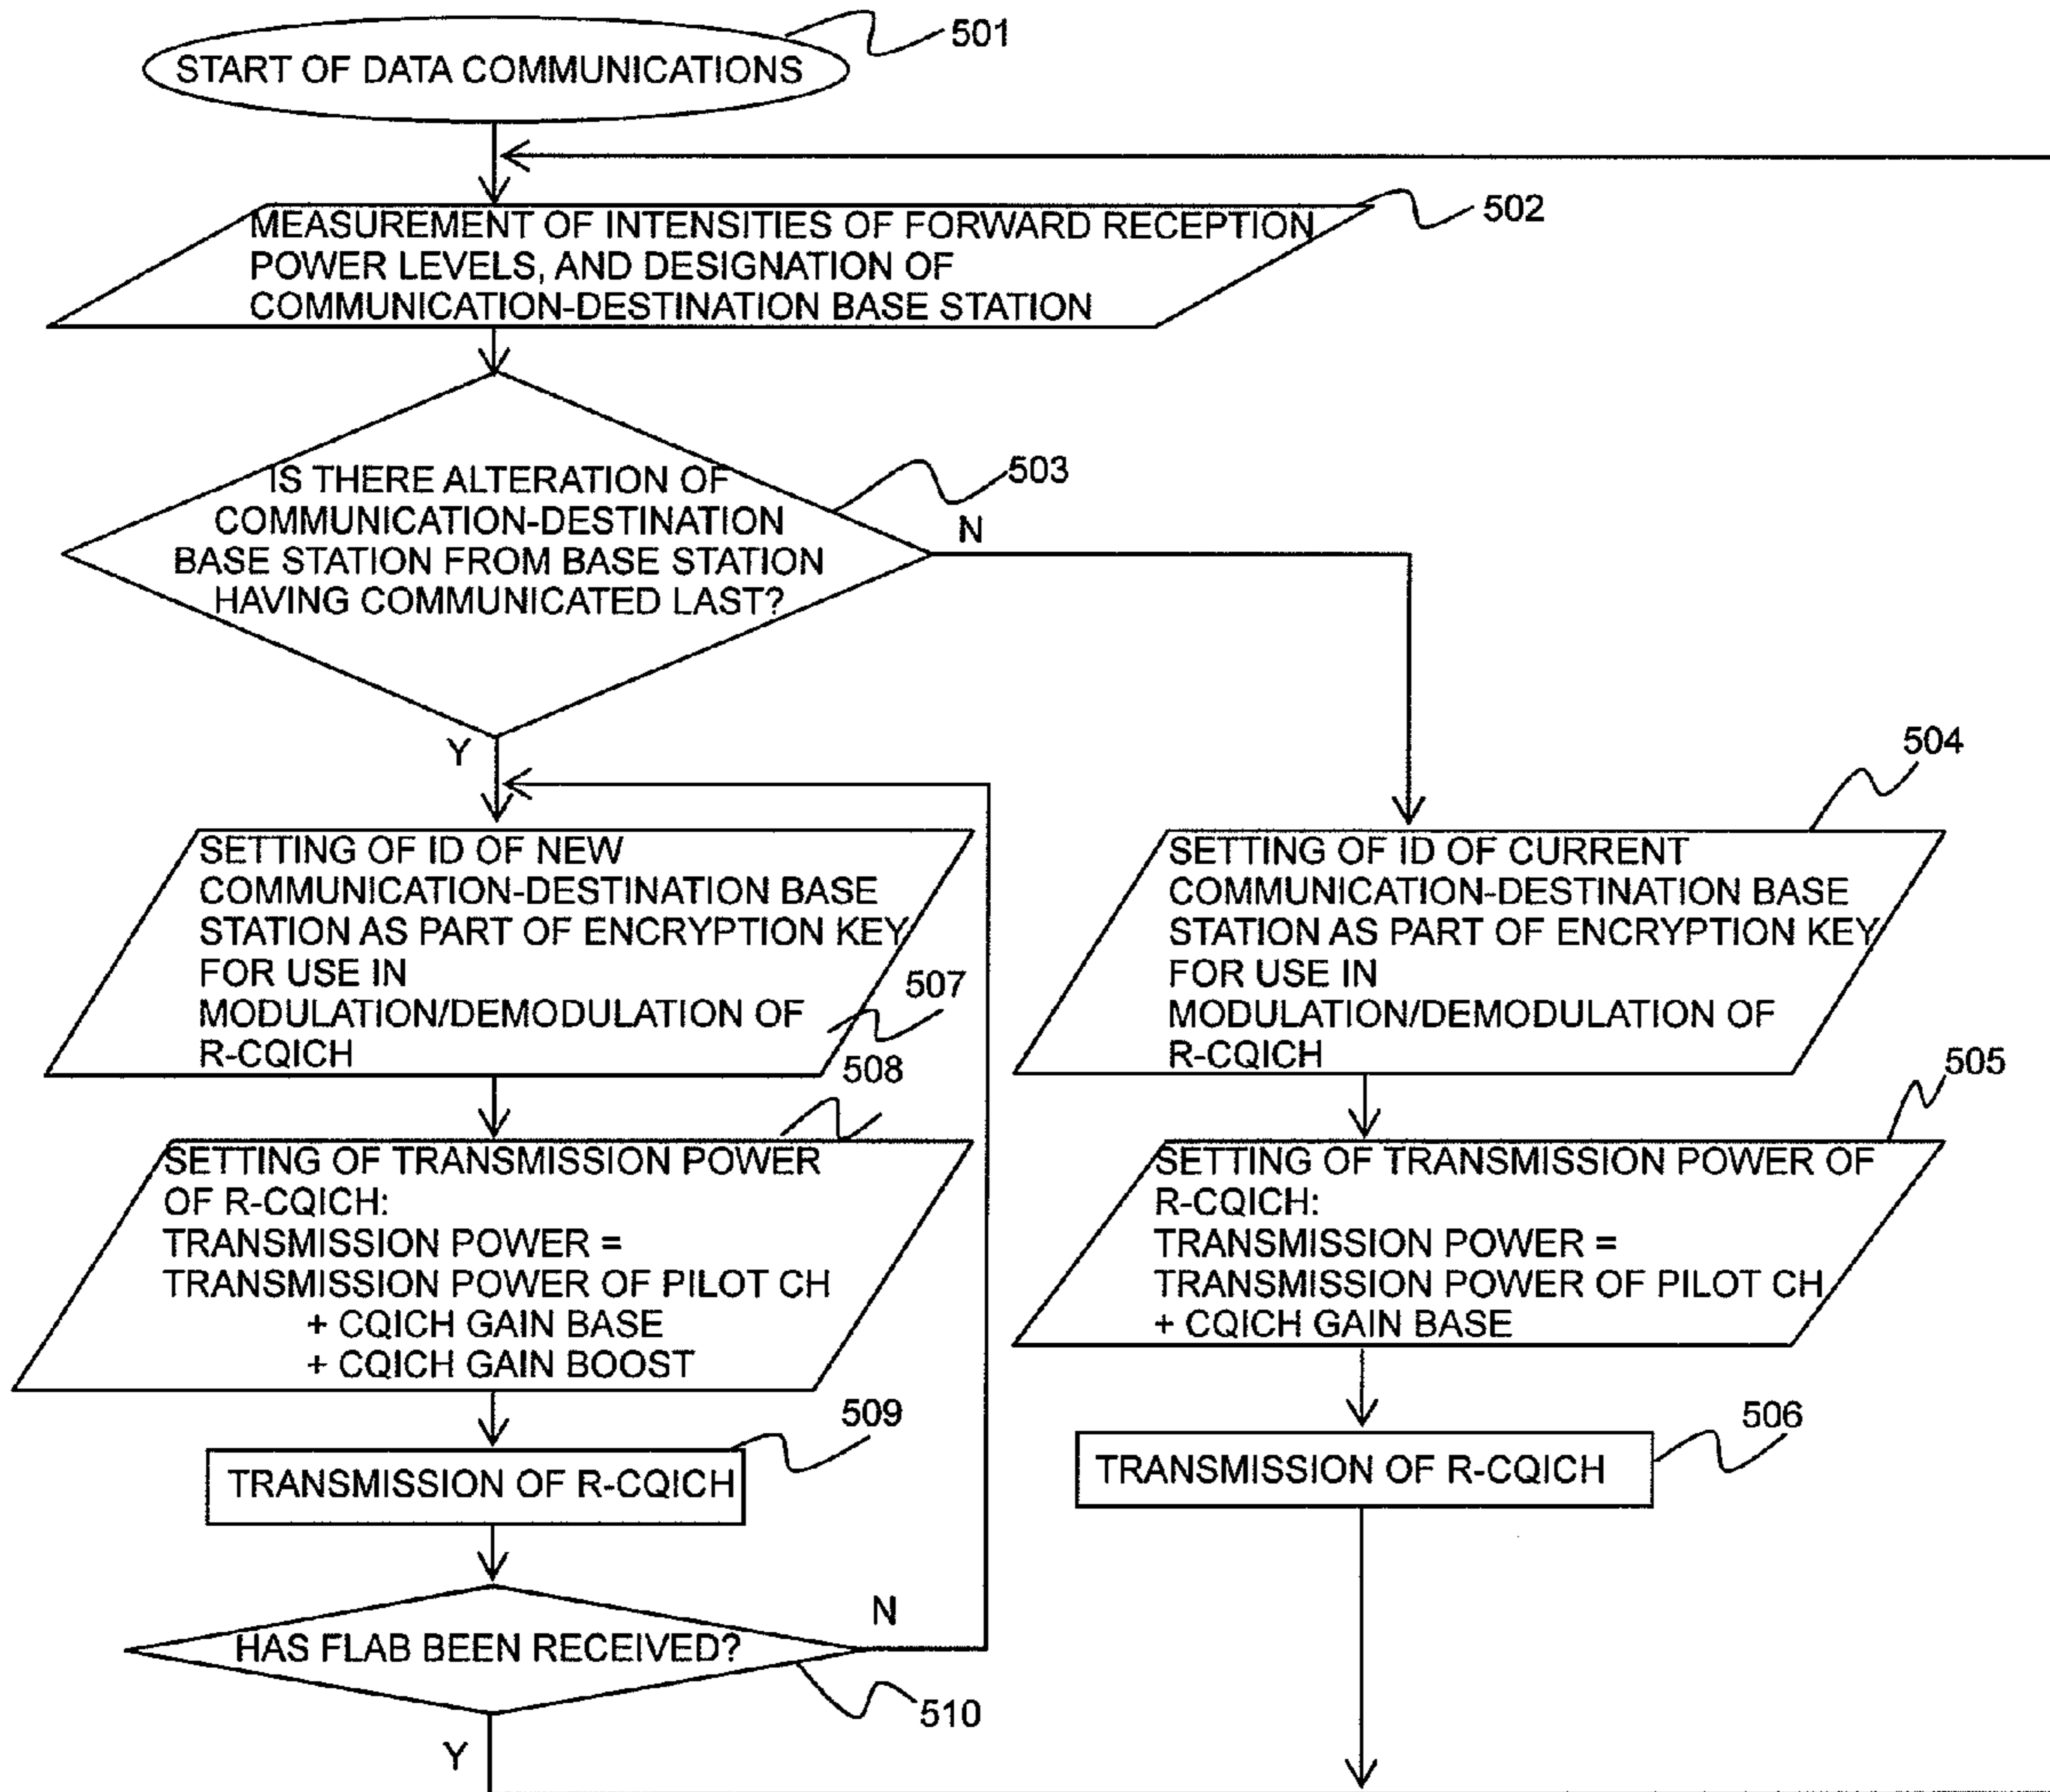 START OF DATA COMMUNICATIONS
501
MEASUREMENT OF INTENSITIES OF FORWARD RECEPTION
POWER LEVELS, AND DESIGNATION OF
COMMUNICATION-DESTINATION BASE STATION
502
IS THERE ALTERATION OF
COMMUNICATION-DESTINATION
BASE STATION FROM BASE STATION
HAVING COMMUNICATED LAST?
503
N
Y
SETTING OF ID OF NEW
COMMUNICATION-DESTINATION BASE
STATION AS PART OF ENCRYPTION KEY
FOR USE IN
MODULATION/DEMODULATION OF
R-CQICH
507
504
SETTING OF ID OF CURRENT
COMMUNICATION-DESTINATION BASE
STATION AS PART OF ENCRYPTION KEY
FOR USE IN
MODULATION/DEMODULATION OF
R-CQICH
508
SETTING OF TRANSMISSION POWER
OF R-CQICH:
TRANSMISSION POWER =
TRANSMISSION POWER OF PILOT CH
+ CQICH GAIN BASE
+ CQICH GAIN BOOST
505
SETTING OF TRANSMISSION POWER OF
R-CQICH:
TRANSMISSION POWER =
TRANSMISSION POWER OF PILOT CH
+ CQICH GAIN BASE
509
TRANSMISSION OF R-CQICH
506
TRANSMISSION OF R-CQICH
HAS FLAB BEEN RECEIVED?
N
510
Y